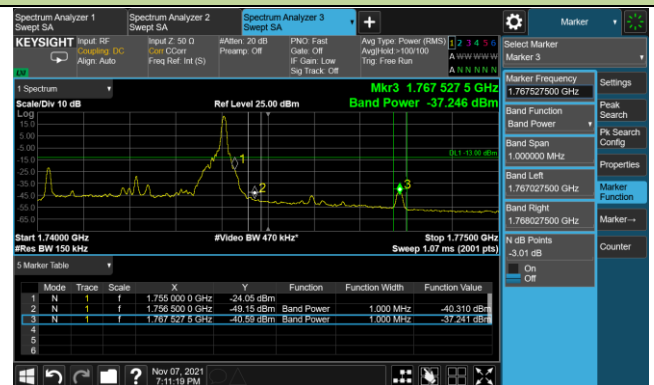 Spectrum Analyzer 1
Swept SA
Spectrum Analyzer 2
Swept SA
Spectrum Analyzer 3
Swept SA
Marker
KEYSIGHT
Input: RF
Coupling: DC
Align: Auto
Input Z: 50 Ω
Corr CCorr
Freq Ref: Int (S)
#Atten: 20 dB
Preamp: Off
PNO: Fast
Gate: Off
IF Gain: Low
Sig Track: Off
Avg Type: Power (RMS)
Avg|Hold:>100/100
Trig: Free Run
1 2 3 4 5 6
A W W W W W
A N N N N N
Select Marker
Marker 3
1 Spectrum
Scale/Div 10 dB
Ref Level 25.00 dBm
Mkr3 1.767 527 5 GHz
Band Power -37.246 dBm
Log
15.0
5.00
-5.00
-15.0
-25.0
-35.0
-45.0
-55.0
-65.0
DL1 -13.00 dBm
1
2
3
Start 1.74000 GHz
#Res BW 150 kHz
#Video BW 470 kHz*
Stop 1.77500 GHz
Sweep 1.07 ms (2001 pts)
5 Marker Table
Mode Trace Scale X Y Function Function Width Function Value
1 N 1 f 1.755 000 0 GHz -24.05 dBm
2 N 1 f 1.756 500 0 GHz -49.15 dBm Band Power 1.000 MHz -40.310 dBm
3 N 1 f 1.767 527 5 GHz -40.59 dBm Band Power 1.000 MHz -37.241 dBm
4
5
6
Marker Frequency
1.767527500 GHz
Band Function
Band Power
Band Span
1.000000 MHz
Band Left
1.767027500 GHz
Band Right
1.768027500 GHz
N dB Points
-3.01 dB
On
Off
Settings
Peak
Search
Pk Search
Config
Properties
Marker
Function
Marker→
Counter
?
Nov 07, 2021
7:11:19 PM